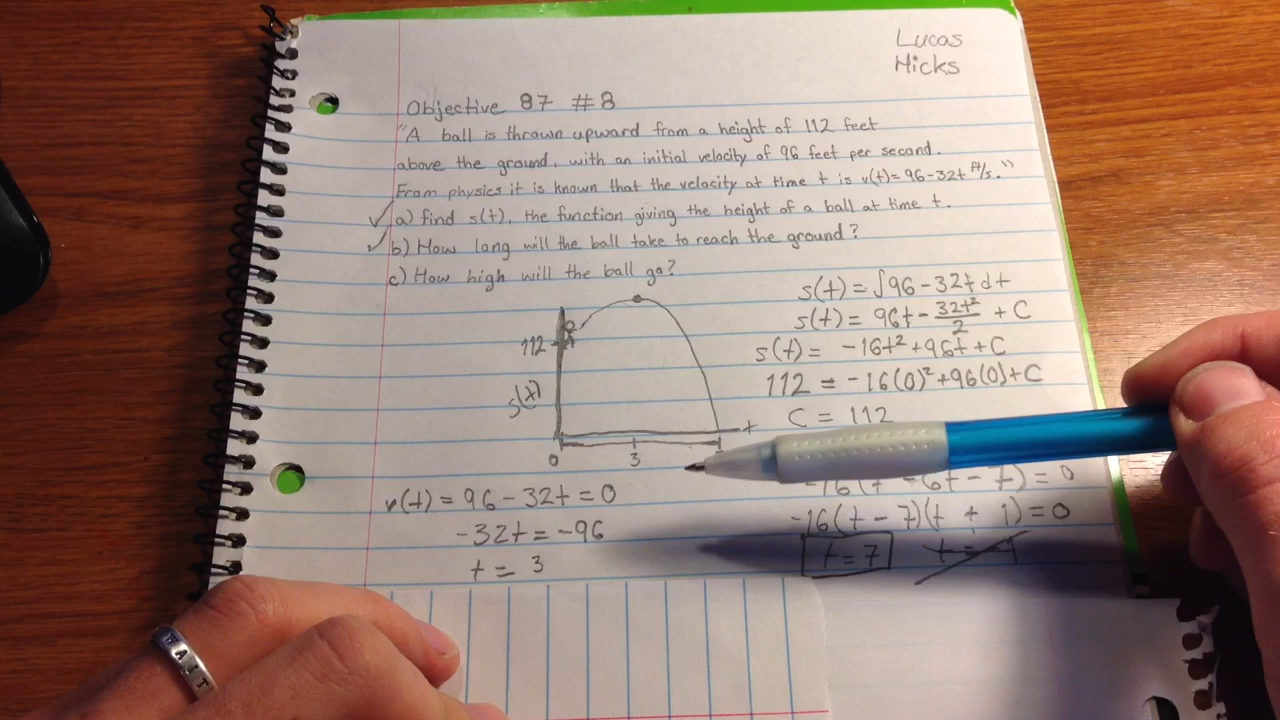 Lucas
Hicks
Objective 87 #8
"A ball is thrown upward from a height of 112 feet
above the ground, with an initial velocity of 96 feet per second.
From physics it is known that the velocity at time t is v(t)=96-32t ft/s."
a) find s(t), the function giving the height of a ball at time t.
b) How long will the ball take to reach the ground?
c) How high will the ball go?
s(t) = ∫96-32t dt
s(t) = 96t - 32t²/2 + C
s(t) = -16t²+96t+C
112 = -16(0)²+96(0)+C
C = 112
112
s(t)
t
0 3
-16(t-7)(t + 1)=0
t=7
v(t) = 96-32t = 0
-32t = -96
t = 3
WAIT